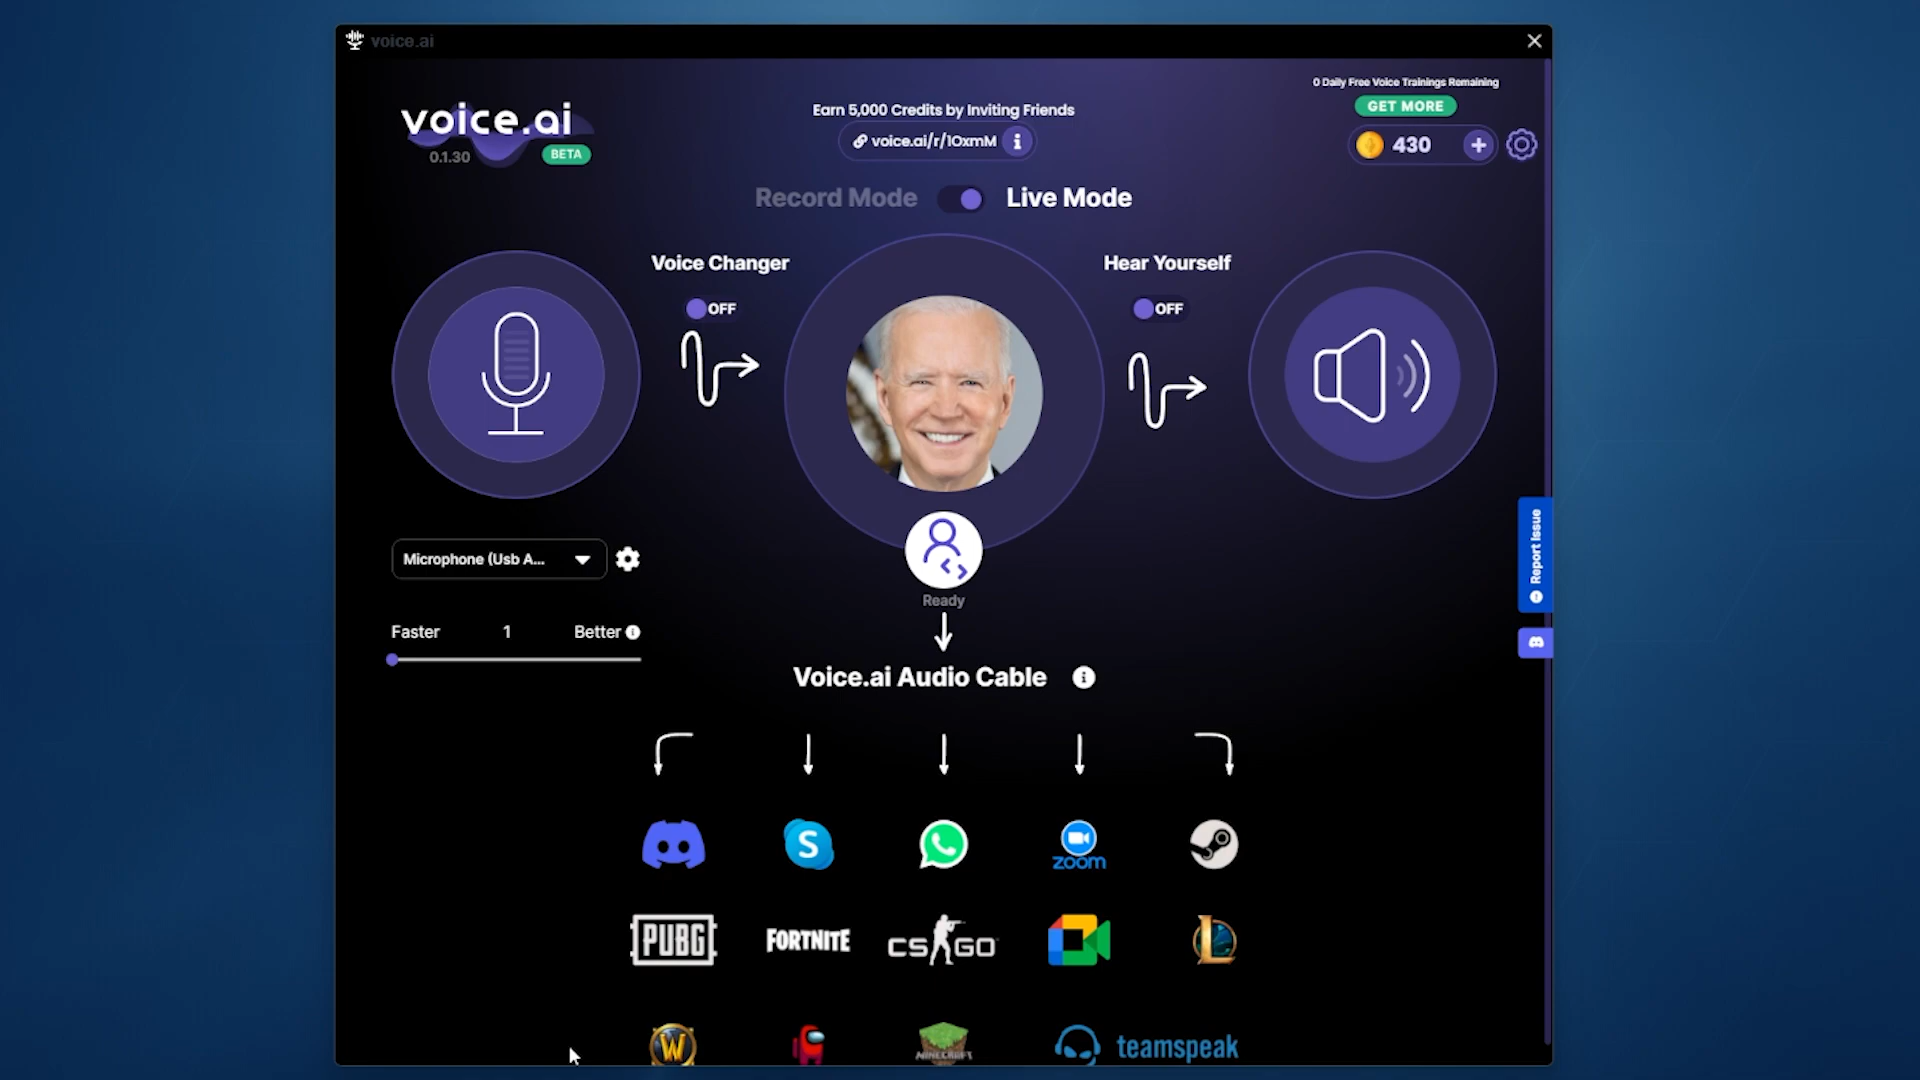 voice.ai
voice.ai
0.1.30
BETA
Earn 5,000 Credits by Inviting Friends
voice.ai/r/1OxmM
0 Daily Free Voice Trainings Remaining
GET MORE
430
Record Mode
Live Mode
Voice Changer
OFF
Hear Yourself
OFF
Microphone (Usb A...
Ready
Faster
1
Better
Report Issue
Voice.ai Audio Cable
S
zoom
PUBG
FORTNITE
CS GO
L
W
MINECRAFT
teamspeak